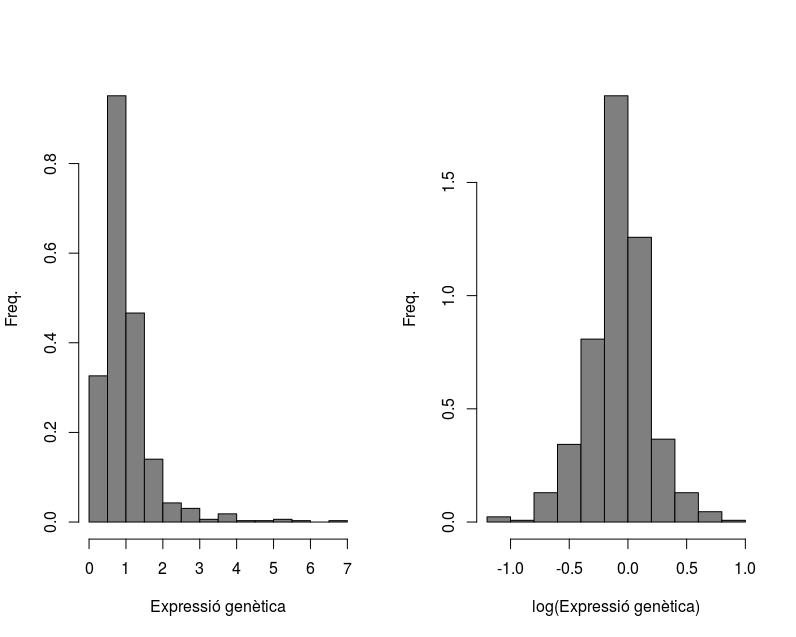 Freq.
0.0 0.2 0.4 0.6 0.8
0 1 2 3 4 5 6 7
Expressió genètica
Freq.
0.0 0.5 1.0 1.5
-1.0 -0.5 0.0 0.5 1.0
log(Expressió genètica)